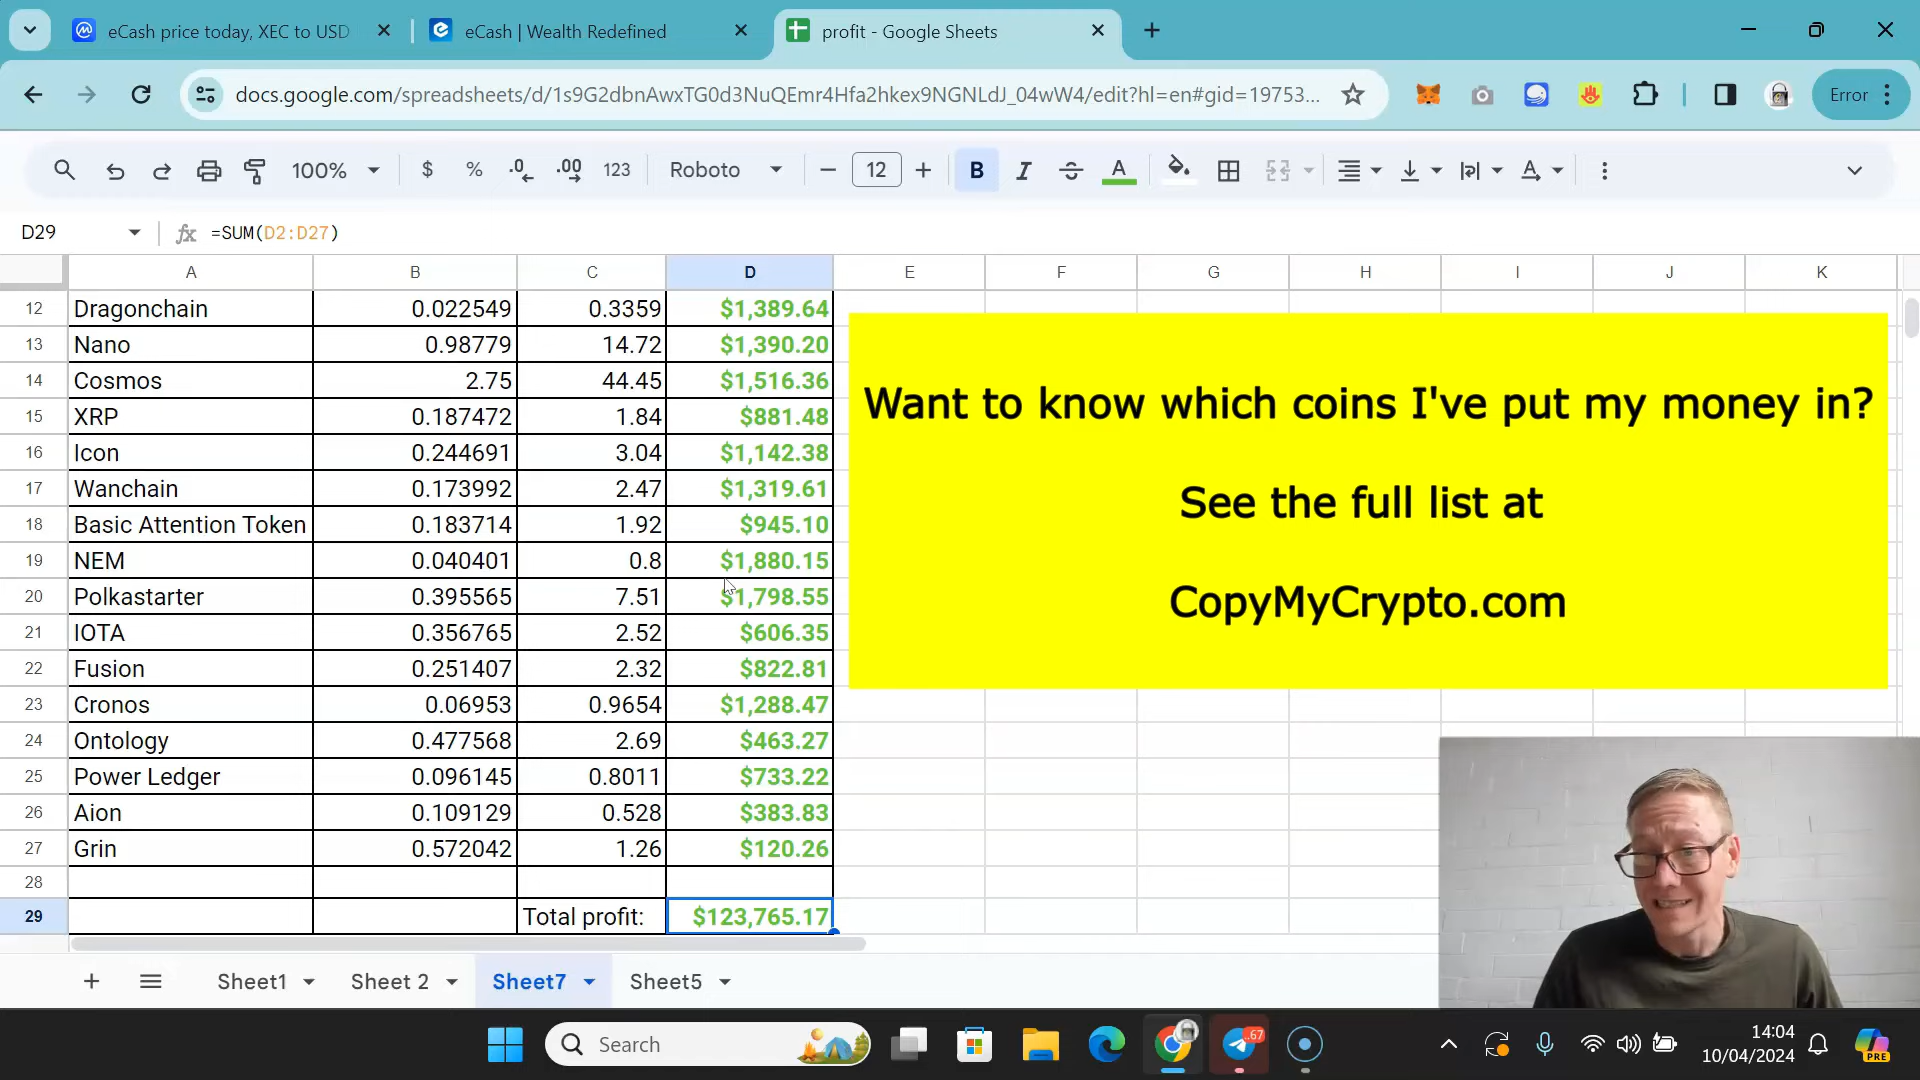 eCash price today, XEC to USD
eCash | Wealth Redefined
profit - Google Sheets
docs.google.com/spreadsheets/d/1s9G2dbnAwxTG0d3NuQEmr4Hfa2hkex9NGNLdJ_04wW4/edit?hl=en#gid=19753...
Error
100%
$
%
.0
.00
123
Roboto
12
B
I
A
A
D29
fx
=SUM(D2:D27)
A B C D E F G H I J K
12 Dragonchain 0.022549 0.3359 $1,389.64
13 Nano 0.98779 14.72 $1,390.20
14 Cosmos 2.75 44.45 $1,516.36
15 XRP 0.187472 1.84 $881.48
16 Icon 0.244691 3.04 $1,142.38
17 Wanchain 0.173992 2.47 $1,319.61
18 Basic Attention Token 0.183714 1.92 $945.10
19 NEM 0.040401 0.8 $1,880.15
20 Polkastarter 0.395565 7.51 $1,798.55
21 IOTA 0.356765 2.52 $606.35
22 Fusion 0.251407 2.32 $822.81
23 Cronos 0.06953 0.9654 $1,288.47
24 Ontology 0.477568 2.69 $463.27
25 Power Ledger 0.096145 0.8011 $733.22
26 Aion 0.109129 0.528 $383.83
27 Grin 0.572042 1.26 $120.26
28
29 Total profit: $123,765.17
Want to know which coins I've put my money in?
See the full list at
CopyMyCrypto.com
Sheet1
Sheet 2
Sheet7
Sheet5
Search
67
14:04
10/04/2024
PRE